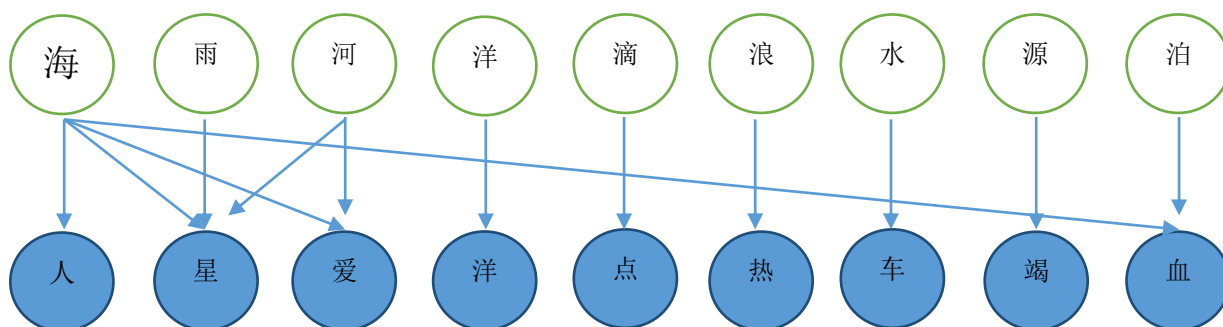 海 雨 河 洋 滴 浪 水 源 泊
人 星 爱 洋 点 热 车 竭 血